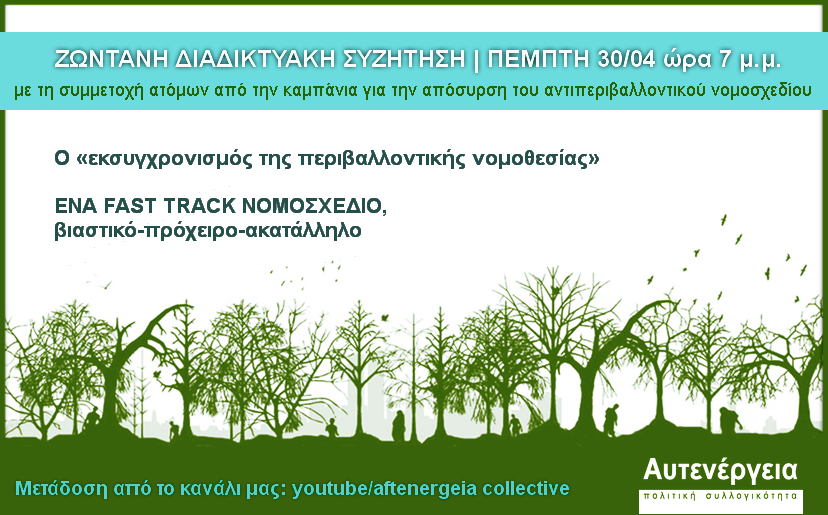 ΖΩΝΤΑΝΗ ΔΙΑΔΙΚΤΥΑΚΗ ΣΥΖΗΤΗΣΗ | ΠΕΜΠΤΗ 30/04 ώρα 7 μ.μ.
με τη συμμετοχή ατόμων από την καμπάνια για την απόσυρση του αντιπεριβαλλοντικού νομοσχεδίου
Ο «εκσυγχρονισμός της περιβαλλοντικής νομοθεσίας»
ΕΝΑ FAST TRACK ΝΟΜΟΣΧΕΔΙΟ,
βιαστικό-πρόχειρο-ακατάλληλο
Μετάδοση από το κανάλι μας: youtube/aftenergeia collective
Αυτενέργεια
πολιτική συλλογικότητα